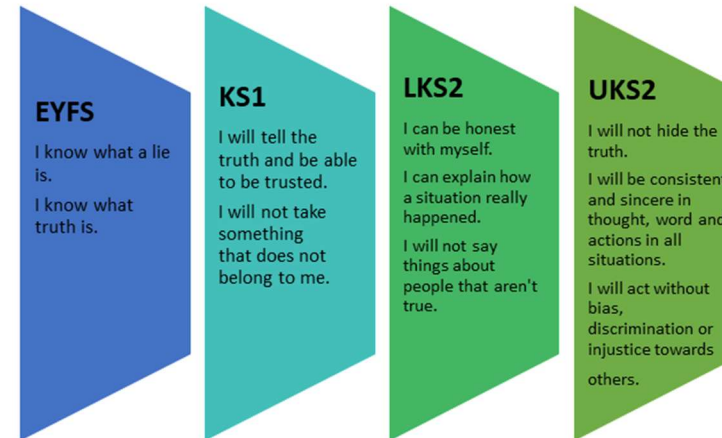 EYFS
I know what a lie
is.
I know what
truth is.
KS1
I will tell the
truth and be able
to be trusted.
I will not take
something
that does not
belong to me.
LKS2
I can be honest
with myself.
I can explain how
a situation really
happened.
I will not say
things about
people that aren't
true.
UKS2
I will not hide the
truth.
I will be consistent
and sincere in
thought, word and
actions in all
situations.
I will act without
bias,
discrimination or
injustice towards
others.